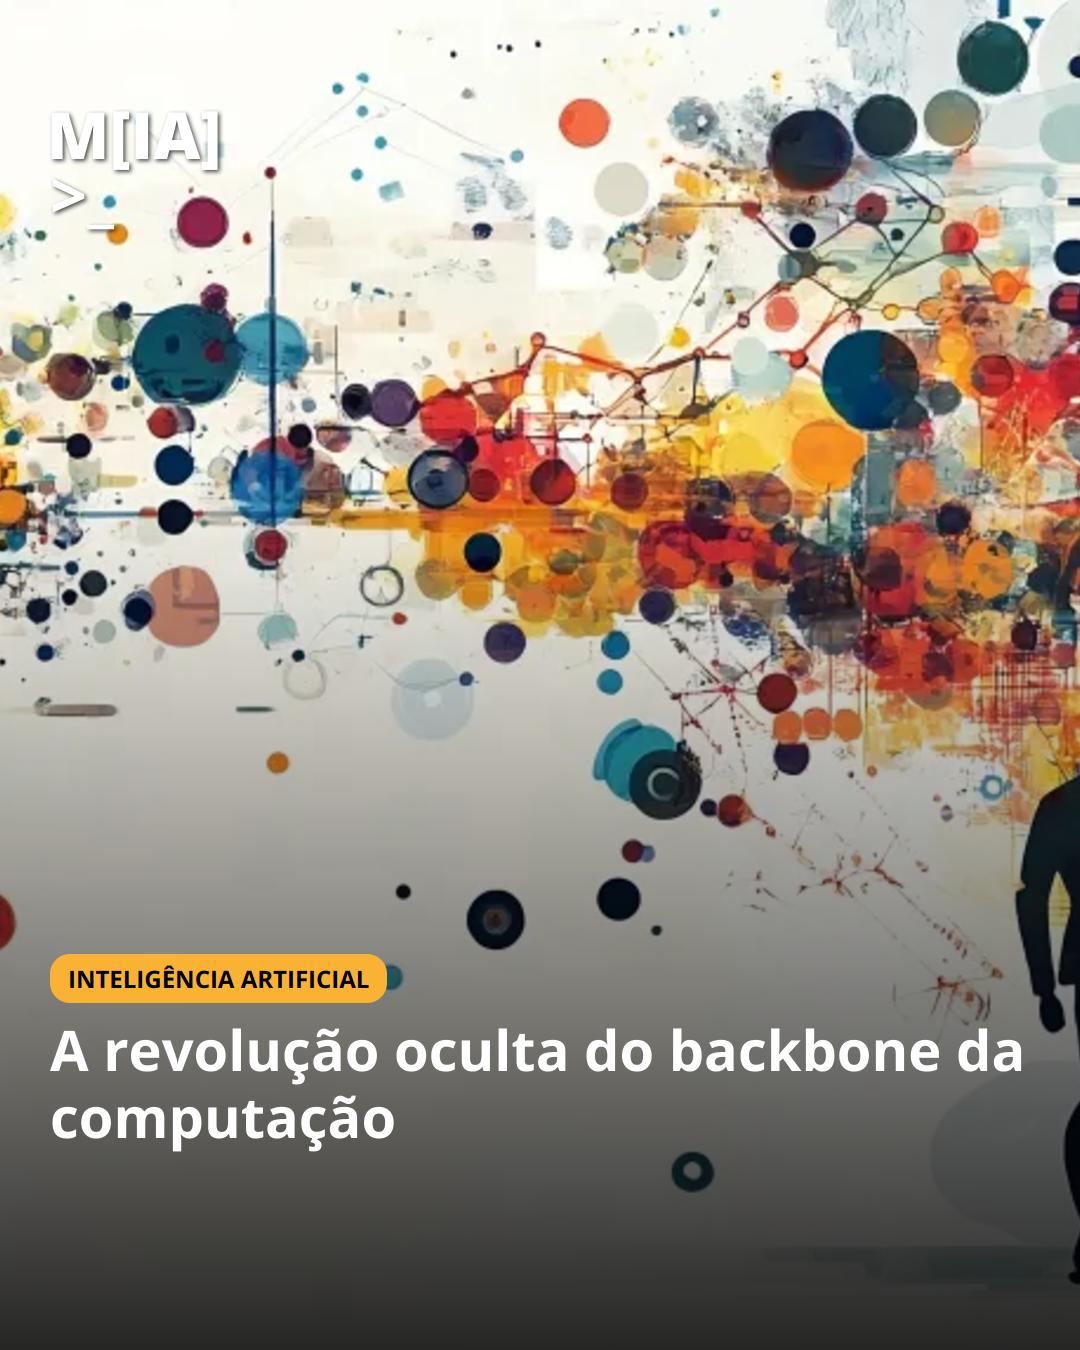 M[IA]
>_
INTELIGÊNCIA ARTIFICIAL
A revolução oculta do backbone da
computação